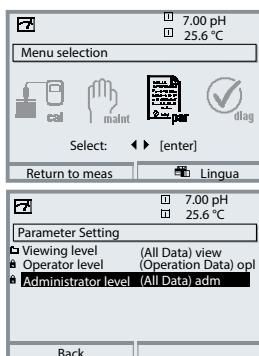 7.00 pH
25.6 °C
Menu selection
cal maint par diag
Select: [enter]
Return to meas Lingua
7.00 pH
25.6 °C
Parameter Setting
Viewing level (All Data) view
Operator level (Operation Data) opl
Administrator level (All Data) adm
Back